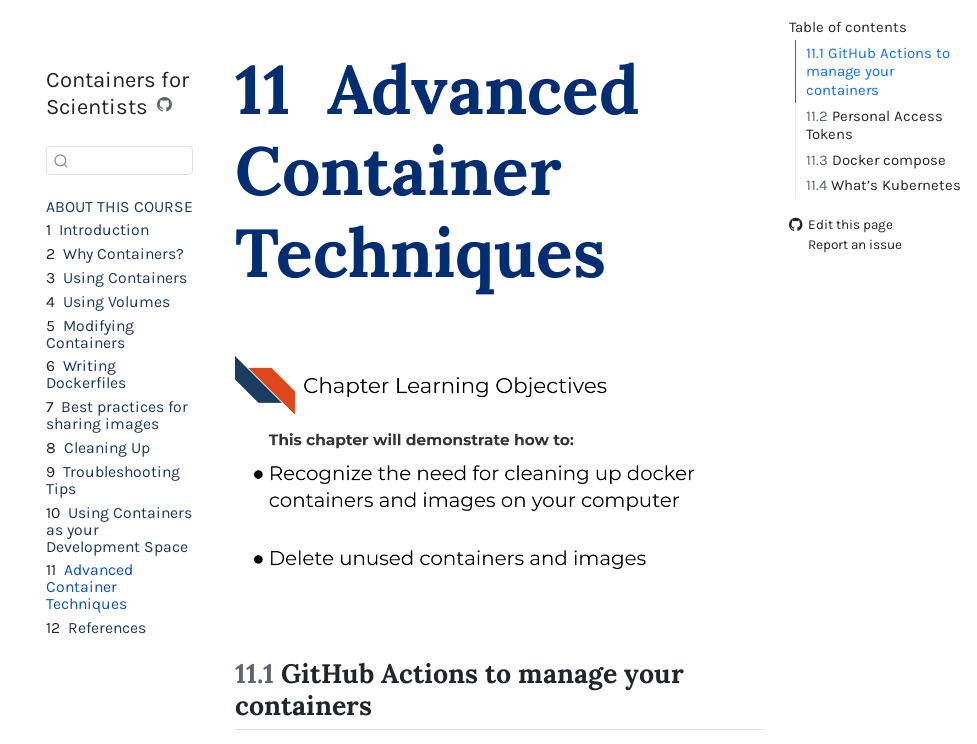 Containers for
Scientists
ABOUT THIS COURSE
1 Introduction
2 Why Containers?
3 Using Containers
4 Using Volumes
5 Modifying
Containers
6 Writing
Dockerfiles
7 Best practices for
sharing images
8 Cleaning Up
9 Troubleshooting
Tips
10 Using Containers
as your
Development Space
11 Advanced
Container
Techniques
12 References
11 Advanced
Container
Techniques
Chapter Learning Objectives
This chapter will demonstrate how to:
● Recognize the need for cleaning up docker
containers and images on your computer
● Delete unused containers and images
11.1 GitHub Actions to manage your
containers
Table of contents
11.1 GitHub Actions to
manage your
containers
11.2 Personal Access
Tokens
11.3 Docker compose
11.4 What's Kubernetes
Edit this page
Report an issue